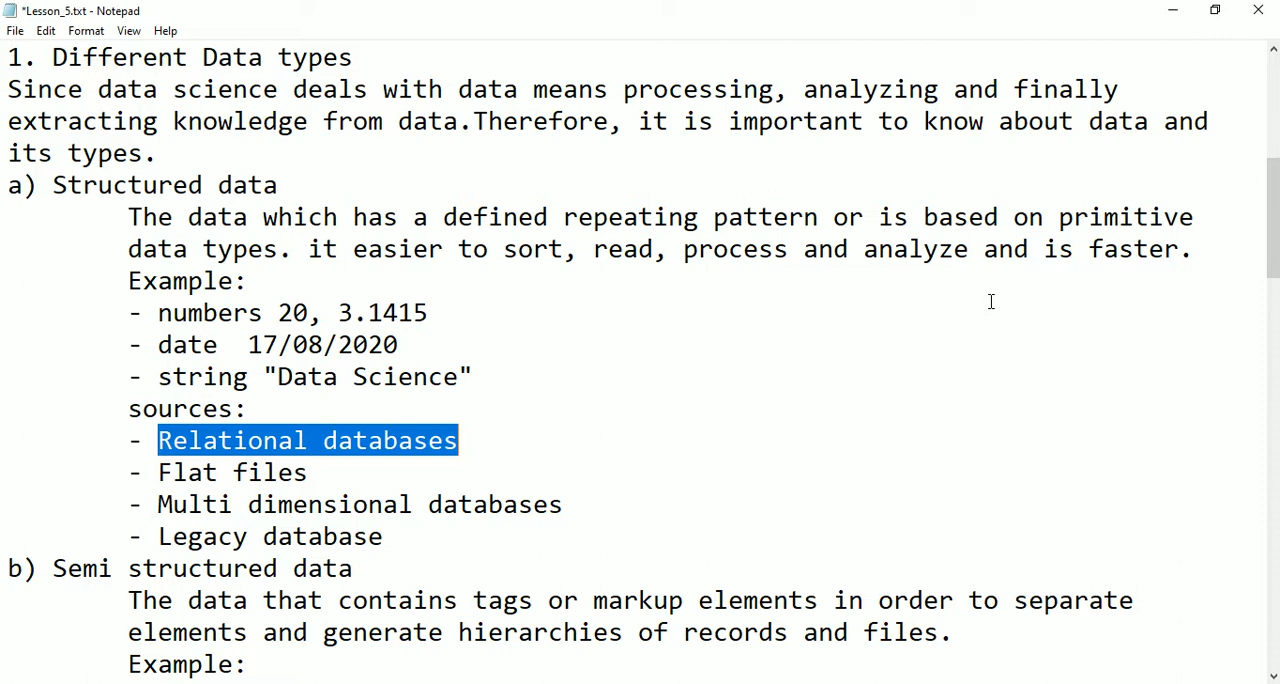 *Lesson_5.txt - Notepad
File Edit Format View Help
1. Different Data types
Since data science deals with data means processing, analyzing and finally
extracting knowledge from data.Therefore, it is important to know about data and
its types.
a) Structured data
The data which has a defined repeating pattern or is based on primitive
data types. it easier to sort, read, process and analyze and is faster.
Example:
- numbers 20, 3.1415
- date 17/08/2020
- string "Data Science"
sources:
- Relational databases
- Flat files
- Multi dimensional databases
- Legacy database
b) Semi structured data
The data that contains tags or markup elements in order to separate
elements and generate hierarchies of records and files.
Example: